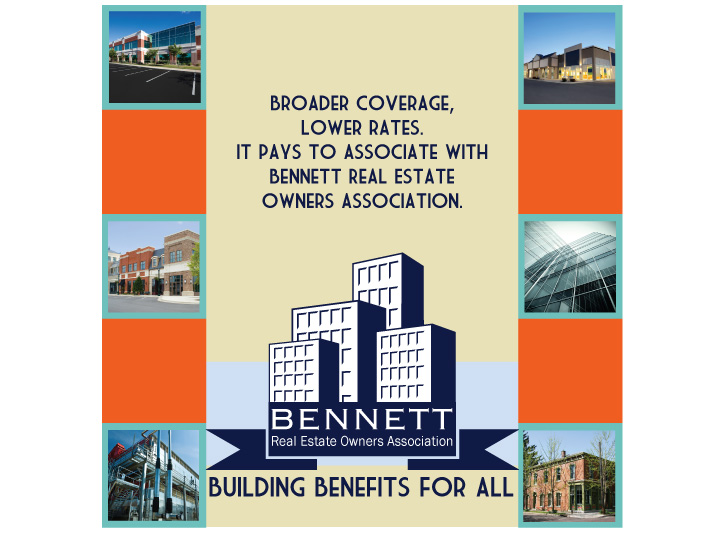 BROADER COVERAGE,
LOWER RATES.
IT PAYS TO ASSOCIATE WITH
BENNETT REAL ESTATE
OWNERS ASSOCIATION.
BENNETT
Real Estate Owners Association
BUILDING BENEFITS FOR ALL